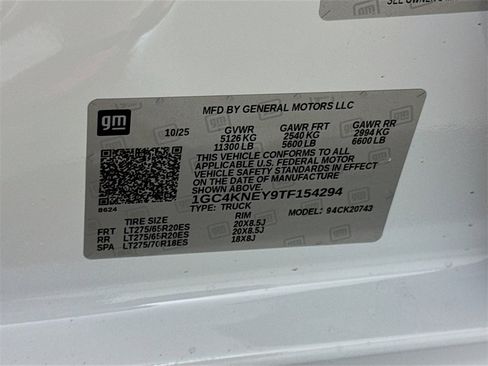 SEE OWNER'S
gm
MFD BY GENERAL MOTORS LLC
10/25 GVWR GAWR FRT GAWR RR
5126 KG 2540 KG 2994 KG
11300 LB 5600 LB 6600 LB
THIS VEHICLE CONFORMS TO ALL
APPLICABLE U.S. FEDERAL MOTOR
VEHICLE SAFETY STANDARDS IN EFFECT
ON THE DATE OF MANUFACTURE
SHOWN ABOVE.
1GC4KNEY9TF154294
TYPE: TRUCK MODEL: 94CK20743
8624
TIRE SIZE RIM
FRT LT275/65R20ES 20X8.5J
RR LT275/65R20ES 20X8.5J
SPA LT275/70R18ES 18X8J